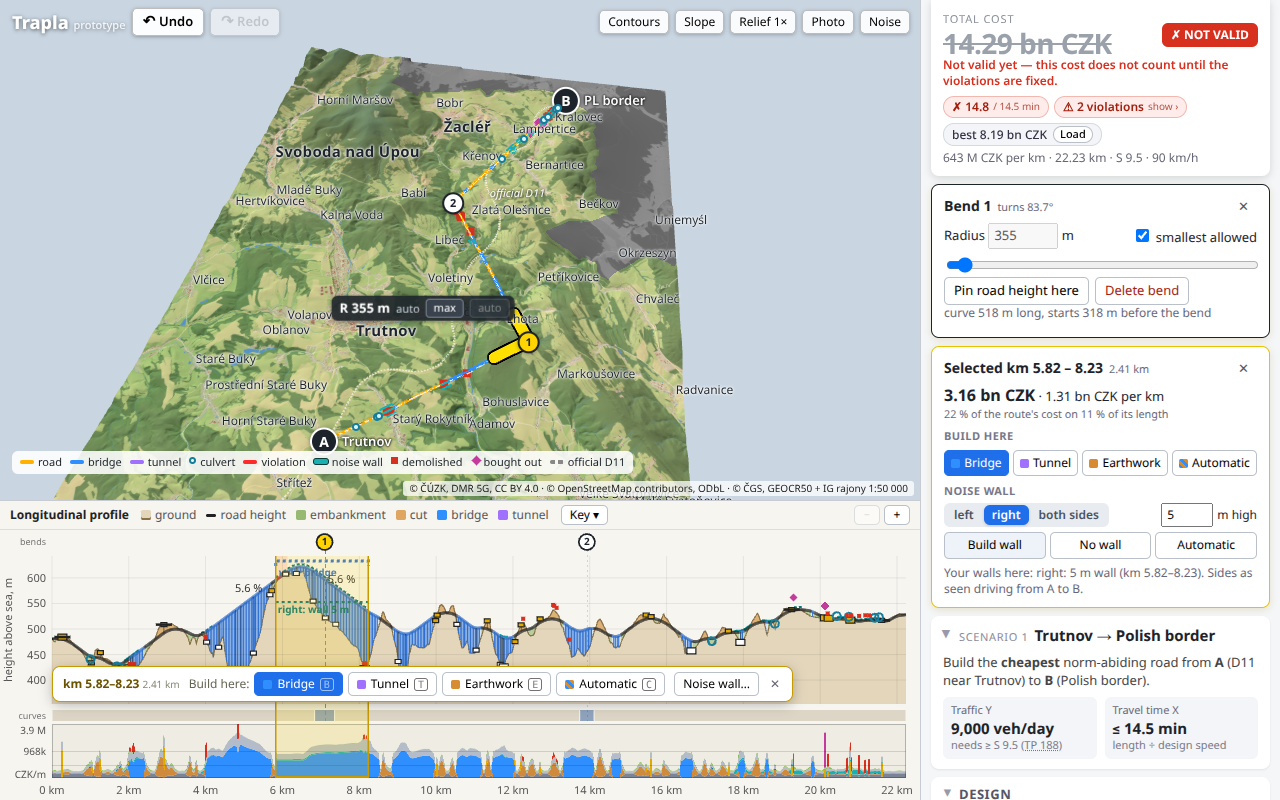 Trapla prototype
↶ Undo
↷ Redo
Contours
Slope
Relief 1×
Photo
Noise
Horní Maršov
Bobr
B
PL border
Královec
Žacléř
Lampertice
Svoboda nad Úpou
Křenov
Bernartice
Mladé Buky
Babí
official D11
Hertvíkovice
2
Zlatá Olešnice
Bečkov
Kalná Voda
Uniemyśl
Libeč
Okrzeszyn
Vlčice
Voletiny
Petříkovice
Chvaleč
R 355 m auto max auto
Volanov
Lhota
Oblanov
Trutnov
1
Staré Buky
Markoušovice
Prostřední Staré Buky
Radvanice
Bohuslavice
Horní Staré Buky
Starý Rokytník
Adamov
A
Trutnov
road
bridge
tunnel
culvert
violation
noise wall
demolished
bought out
official D11
Střítež
© ČÚZK, DMR 5G, CC BY 4.0 · © OpenStreetMap contributors, ODbL · © ČGS, GEOCR50 + IG rajony 1:50 000
Longitudinal profile
ground
road height
embankment
cut
bridge
tunnel
Key ▾
−
+
bends
1
2
height above sea, m
600
550
500
450
400
5.6 %
5.6 %
right: wall 5 m
km 5.82–8.23 2.41 km
Build here:
Bridge B
Tunnel T
Earthwork E
Automatic C
Noise wall…
✕
curves
3.9 M
968k
CZK/m
0 km
2 km
4 km
6 km
8 km
10 km
12 km
14 km
16 km
18 km
20 km
22 km
TOTAL COST
14.29 bn CZK
✗ NOT VALID
Not valid yet — this cost does not count until the
violations are fixed.
✗ 14.8 / 14.5 min
⚠ 2 violations show ›
best 8.19 bn CZK Load
643 M CZK per km · 22.23 km · S 9.5 · 90 km/h
Bend 1 turns 83.7°
✕
Radius 355 m
smallest allowed
Pin road height here
Delete bend
curve 518 m long, starts 318 m before the bend
Selected km 5.82 – 8.23 2.41 km
✕
3.16 bn CZK · 1.31 bn CZK per km
22 % of the route's cost on 11 % of its length
BUILD HERE
Bridge
Tunnel
Earthwork
Automatic
NOISE WALL
left
right
both sides
5 m high
Build wall
No wall
Automatic
Your walls here: right: 5 m wall (km 5.82–8.23). Sides as
seen driving from A to B.
▼ SCENARIO 1 Trutnov → Polish border
Build the cheapest norm-abiding road from A (D11
near Trutnov) to B (Polish border).
Traffic Y
9,000 veh/day
needs ≥ S 9.5 (TP 188)
Travel time X
≤ 14.5 min
length ÷ design speed
▼ DESIGN